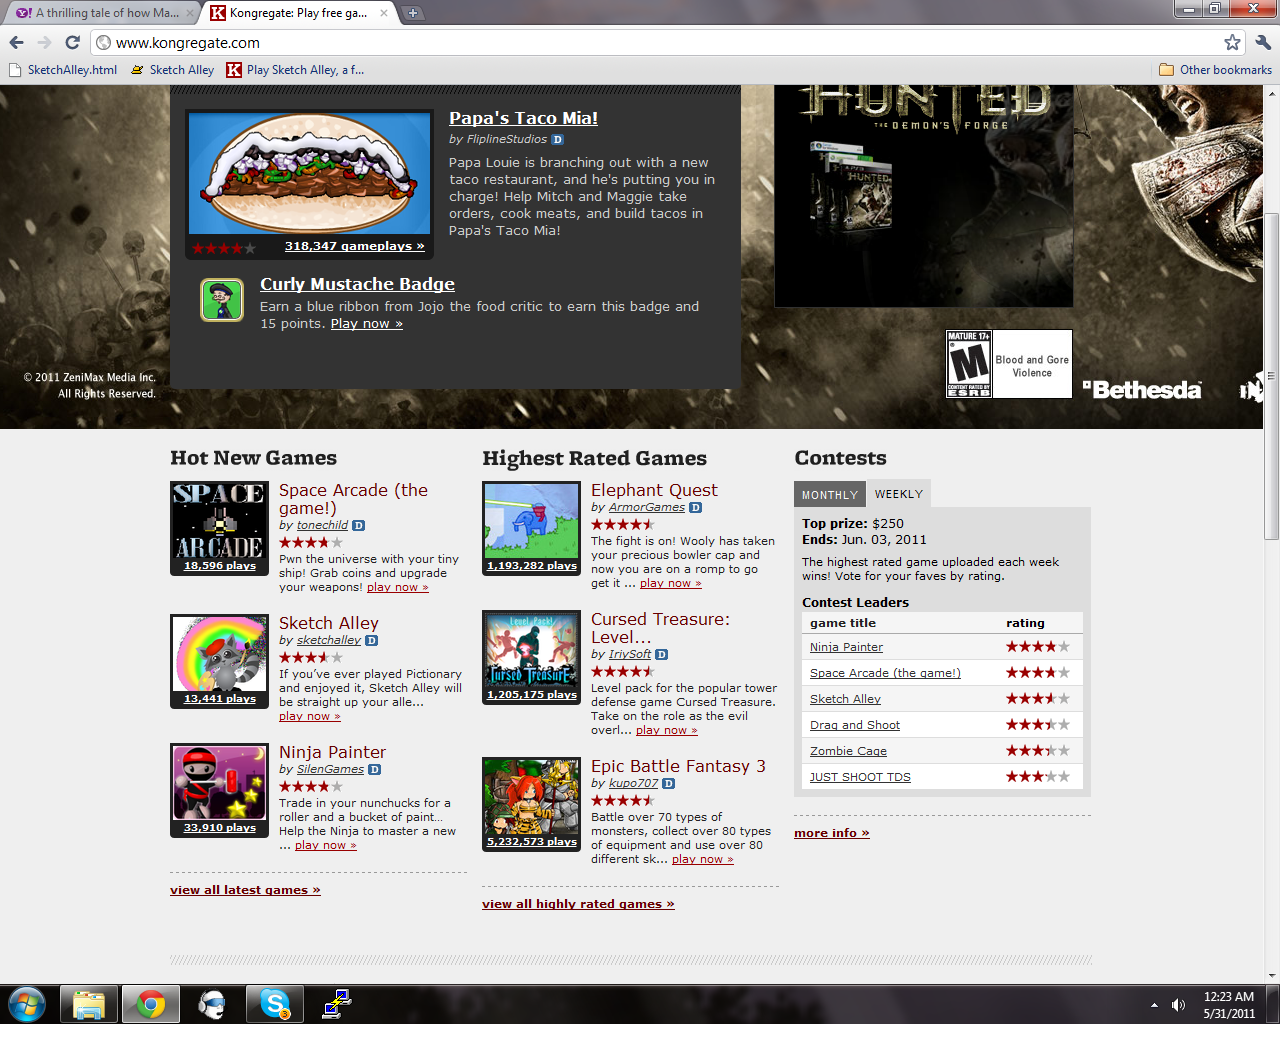 A thrilling tale of how Ma...
Kongregate: Play free ga...
www.kongregate.com
SketchAlley.html
Sketch Alley
Play Sketch Alley, a f...
Other bookmarks
HUNTED
THE DEMON'S FORGE
Papa's Taco Mia!
by FliplineStudios D
Papa Louie is branching out with a new
taco restaurant, and he's putting you in
charge! Help Mitch and Maggie take
orders, cook meats, and build tacos in
Papa's Taco Mia!
318,347 gameplays »
Curly Mustache Badge
Earn a blue ribbon from Jojo the food critic to earn this badge and
15 points. Play now »
HUNTED
MATURE 17+
M
CONTENT RATED BY
ESRB
Blood and Gore
Violence
Bethesda
© 2011 ZeniMax Media Inc.
All Rights Reserved.
Hot New Games
SPACE
ARCADE
18,596 plays
Space Arcade (the
game!)
by tonechild D
Pwn the universe with your tiny
ship! Grab coins and upgrade
your weapons! play now »
13,441 plays
Sketch Alley
by sketchalley D
If you've ever played Pictionary
and enjoyed it, Sketch Alley will
be straight up your alle...
play now »
33,910 plays
Ninja Painter
by SilenGames D
Trade in your nunchucks for a
roller and a bucket of paint...
Help the Ninja to master a new
... play now »
view all latest games »
Highest Rated Games
1,193,282 plays
Elephant Quest
by ArmorGames D
The fight is on! Wooly has taken
your precious bowler cap and
now you are on a romp to go
get it ... play now »
Level Pack!
Cursed Treasure
1,205,175 plays
Cursed Treasure:
Level...
by IriySoft D
Level pack for the popular tower
defense game Cursed Treasure.
Take on the role as the evil
overl... play now »
5,232,573 plays
Epic Battle Fantasy 3
by kupo707 D
Battle over 70 types of
monsters, collect over 80 types
of equipment and use over 80
different sk... play now »
view all highly rated games »
Contests
MONTHLY
WEEKLY
Top prize: $250
Ends: Jun. 03, 2011
The highest rated game uploaded each week
wins! Vote for your faves by rating.
Contest Leaders
game title rating
Ninja Painter
Space Arcade (the game!)
Sketch Alley
Drag and Shoot
Zombie Cage
JUST SHOOT TDS
more info »
3
12:23 AM
5/31/2011